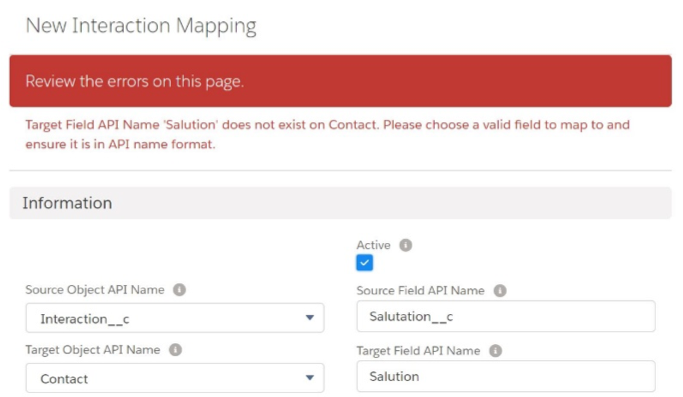 New Interaction Mapping
Review the errors on this page.
Target Field API Name 'Salution' does not exist on Contact. Please choose a valid field to map to and
ensure it is in API name format.
Information
Active
Source Object API Name
Source Field API Name
Interaction__c
Salutation__c
Target Object API Name
Target Field API Name
Contact
Salution